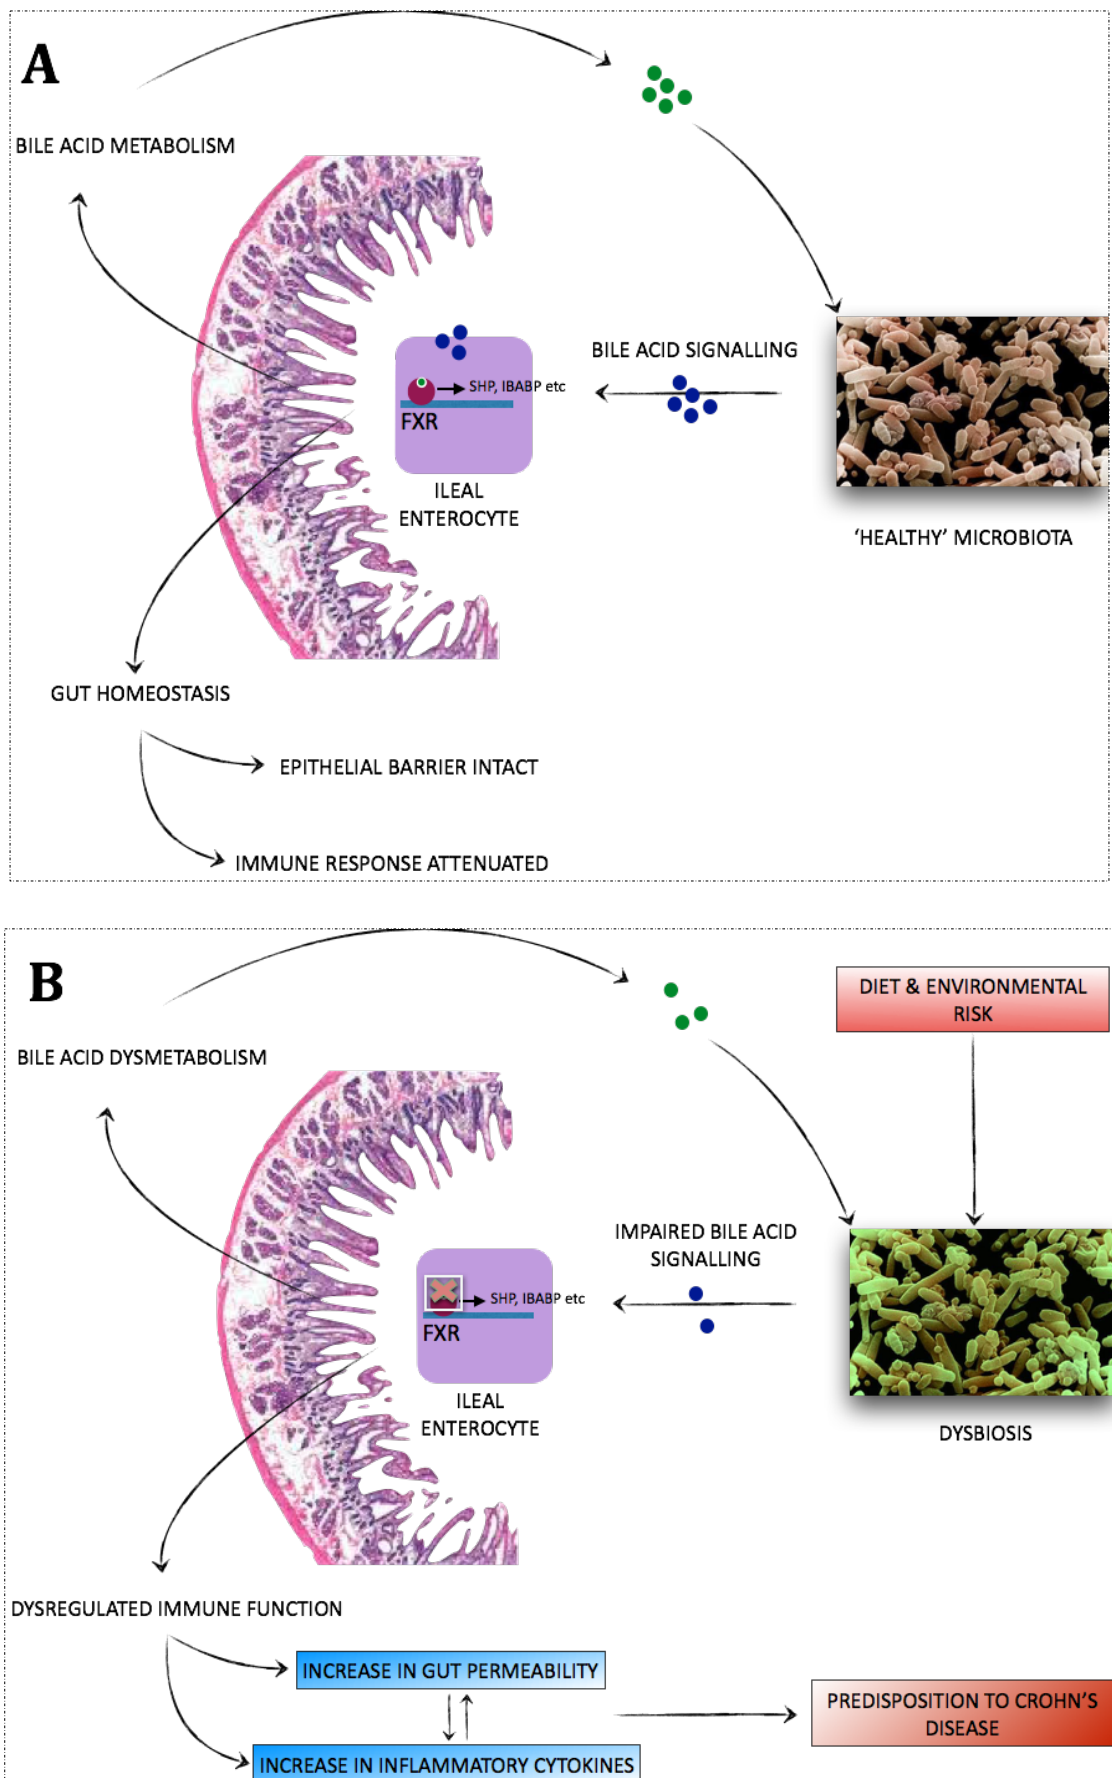 A
BILE ACID METABOLISM
BILE ACID SIGNALLING
SHP, IBABP etc
FXR
ILEAL
ENTEROCYTE
'HEALTHY' MICROBIOTA
GUT HOMEOSTASIS
EPITHELIAL BARRIER INTACT
IMMUNE RESPONSE ATTENUATED
B
DIET & ENVIRONMENTAL
RISK
BILE ACID DYSMETABOLISM
IMPAIRED BILE ACID
SIGNALLING
SHP, IBABP etc
FXR
ILEAL
ENTEROCYTE
DYSBIOSIS
DYSREGULATED IMMUNE FUNCTION
INCREASE IN GUT PERMEABILITY
PREDISPOSITION TO CROHN'S
DISEASE
INCREASE IN INFLAMMATORY CYTOKINES